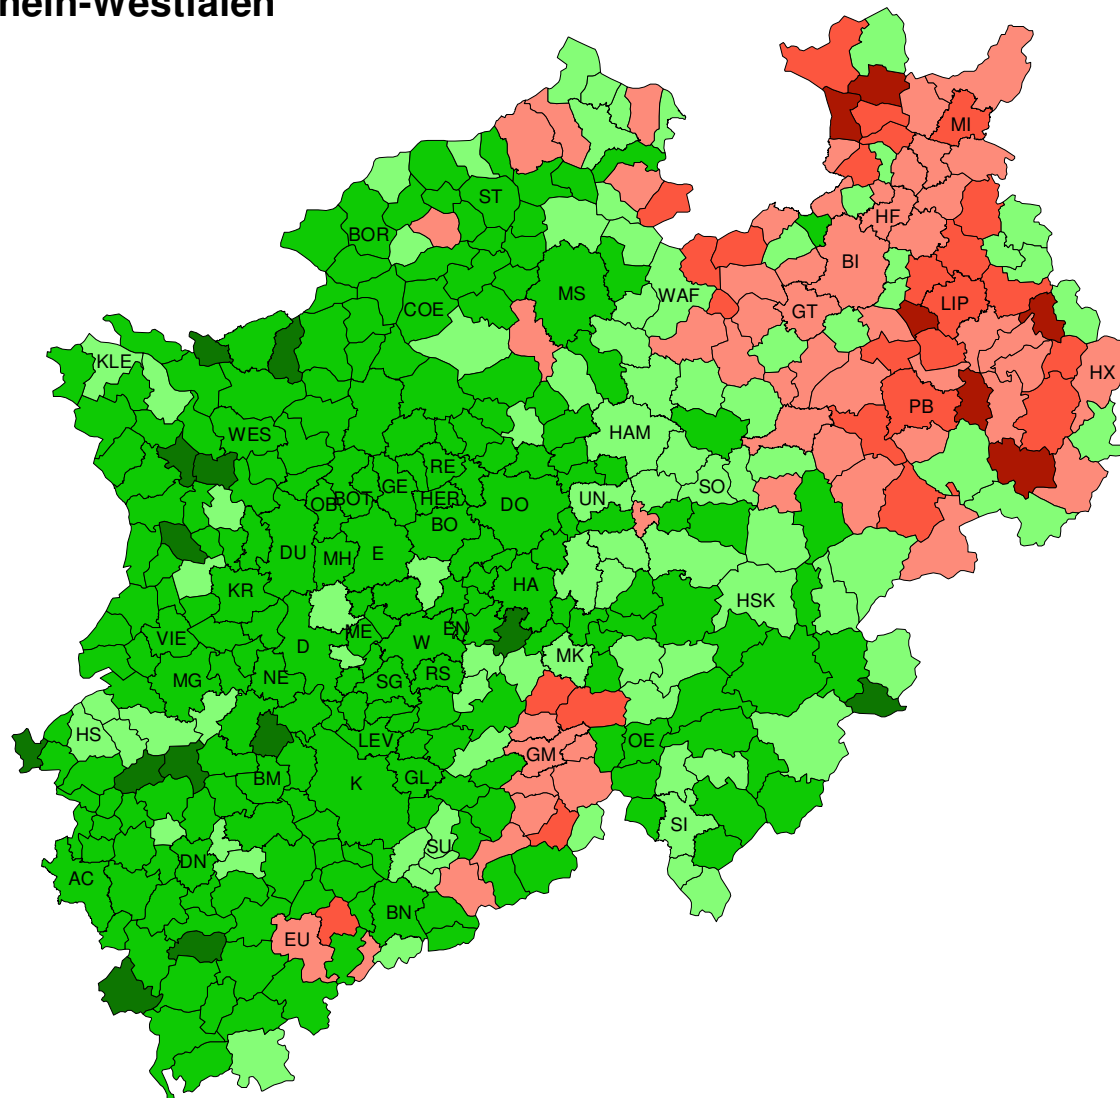 hein-Westfalen
MI
ST
HF
BOR
BI
MS
WAF
LIP
COE
GT
KLE
HX
PB
WES
HAM
RE
GE
SO
OB
BOT
HER
UN
DO
BO
DU
MH
E
HA
KR
HSK
ME
EN
VIE
W
D
MK
RS
MG
NE
SG
HS
LEV
OE
GM
BM
K
GL
SI
SU
DN
AC
BN
EU